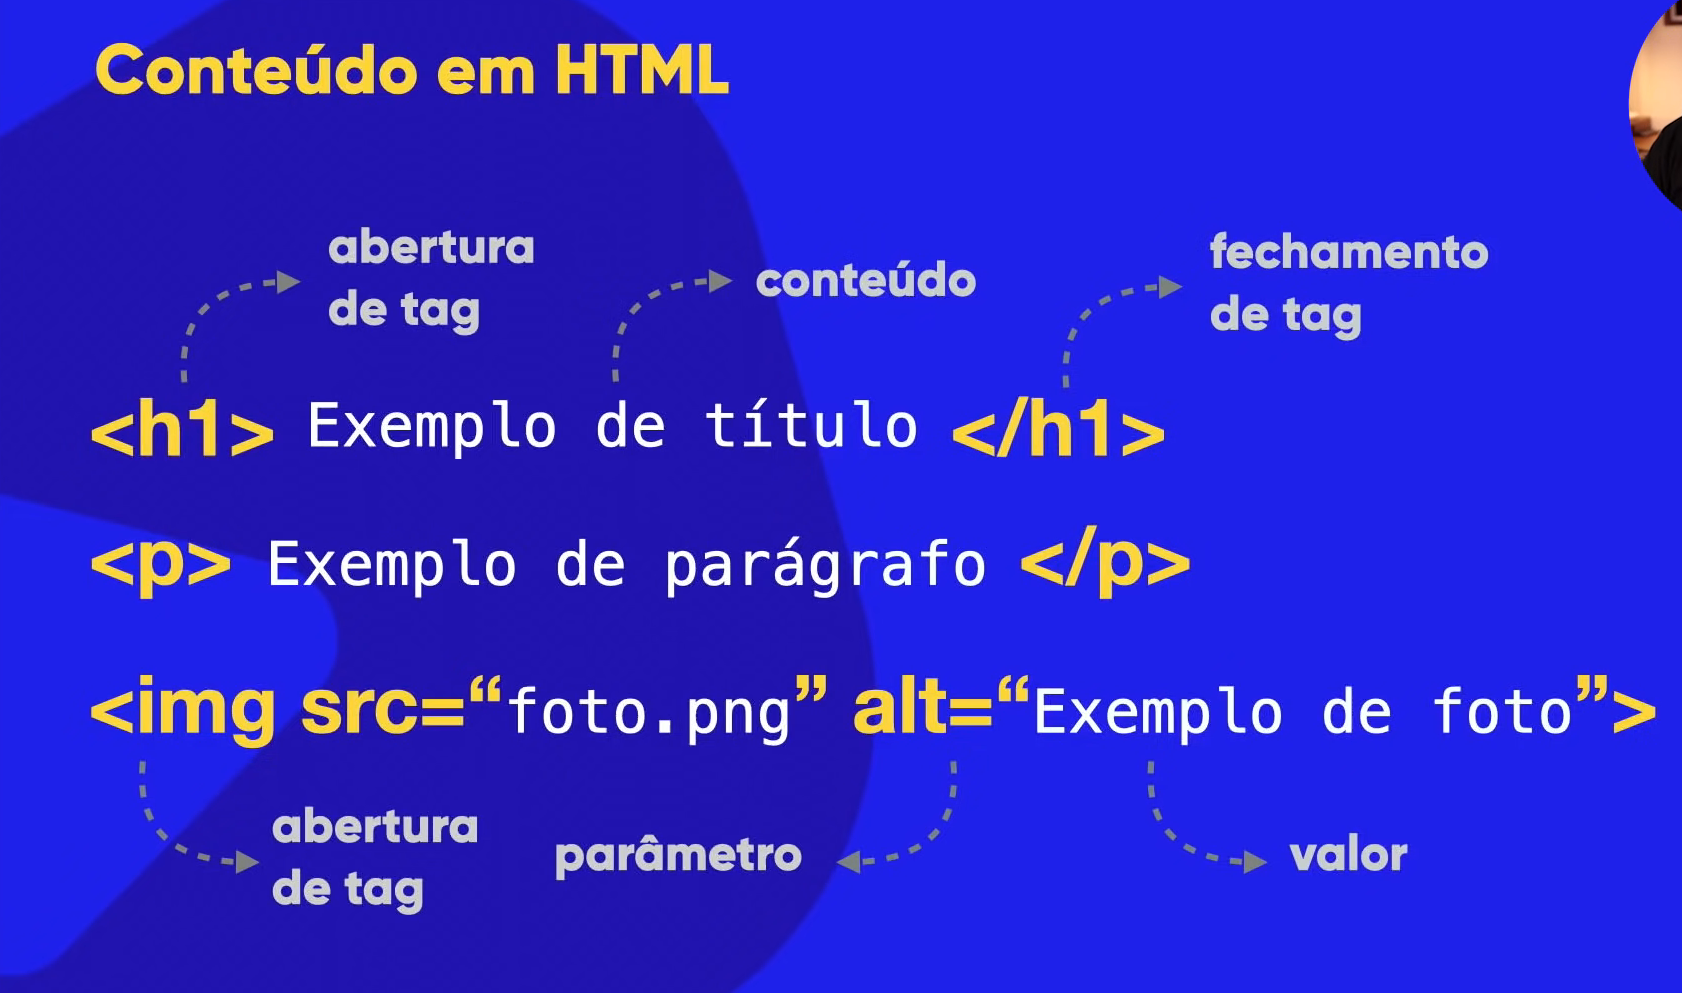 Conteúdo em HTML
abertura
de tag
conteúdo
fechamento
de tag
<h1> Exemplo de título </h1>
<p> Exemplo de parágrafo </p>
<img src=“foto.png” alt=“Exemplo de foto”>
abertura
de tag
parâmetro
valor